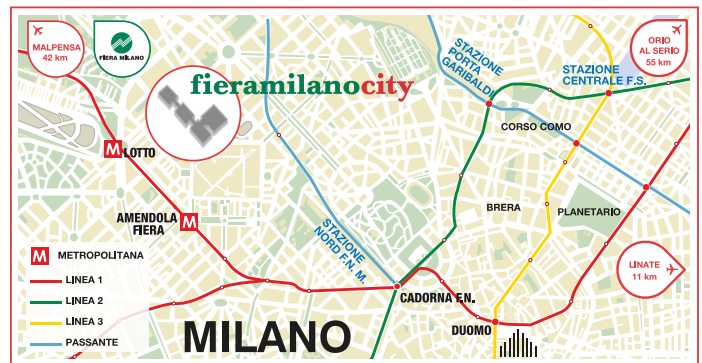 MALPENSA
42 km
FIERA MILANO
fieramilanocity
STAZIONE
PORTA
GARIBALDI
STAZIONE
CENTRALE F.S.
ORIO
AL SERIO
55 km
CORSO COMO
M LOTTO
AMENDOLA
FIERA M
BRERA
PLANETARIO
STAZIONE
NORD F.N. M.
M METROPOLITANA
LINEA 1
LINEA 2
LINEA 3
PASSANTE
LINATE
11 km
CADORNA F.N.
DUOMO
MILANO